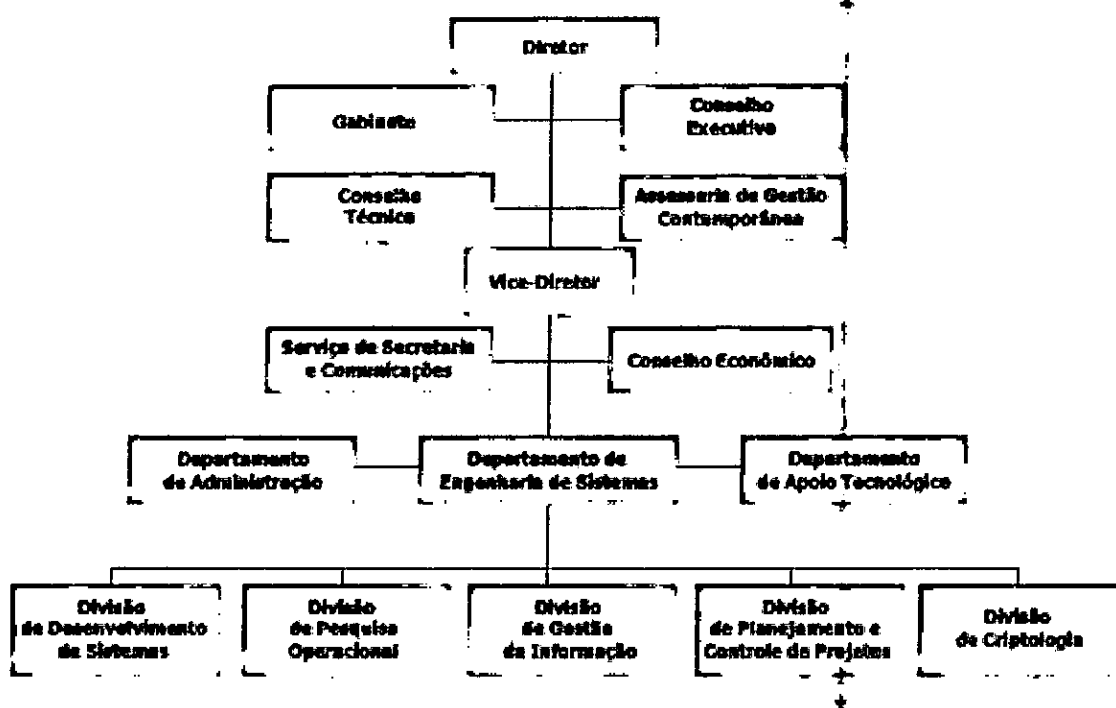 Diretor
Gabinete
Conselho
Executivo
Conselho
Técnico
Assessoria de Gestão
Contemporânea
Vice-Diretor
Serviço de Secretaria
e Comunicações
Conselho Econômico
Departamento
de Administração
Departamento de
Engenharia de Sistemas
Departamento
de Apoio Tecnológico
Divisão
de Desenvolvimento
de Sistemas
Divisão
de Pesquisa
Operacional
Divisão
de Gestão
da Informação
Divisão
de Planejamento e
Controle de Projetos
Divisão
de Criptologia